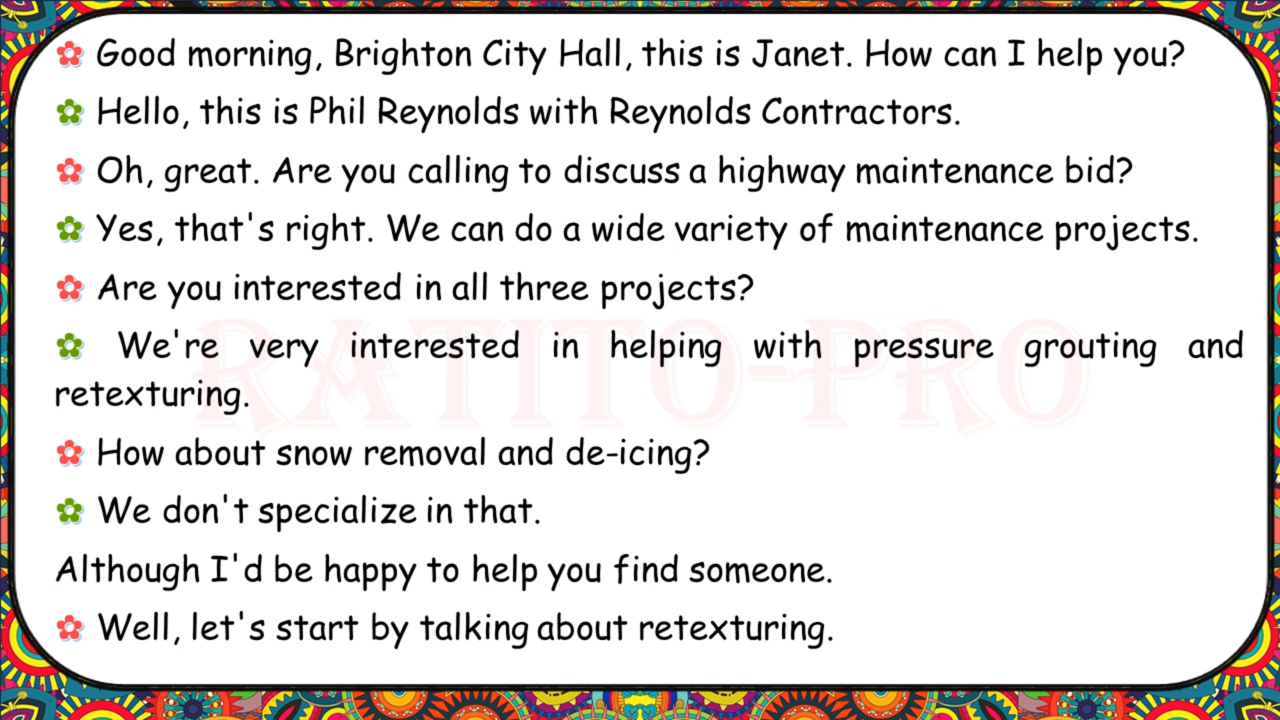 Good morning, Brighton City Hall, this is Janet. How can I help you?
Hello, this is Phil Reynolds with Reynolds Contractors.
Oh, great. Are you calling to discuss a highway maintenance bid?
Yes, that's right. We can do a wide variety of maintenance projects.
Are you interested in all three projects?
We're very interested in helping with pressure grouting and
retexturing.
RATITO-PRO
How about snow removal and de-icing?
We don't specialize in that.
Although I'd be happy to help you find someone.
Well, let's start by talking about retexturing.